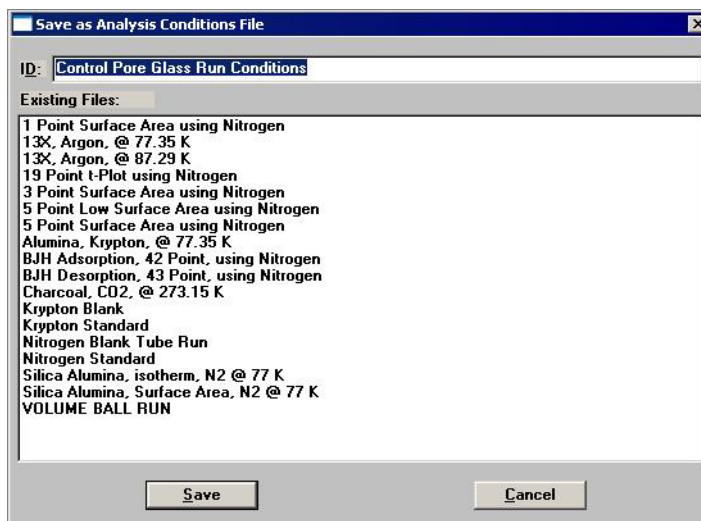 Save as Analysis Conditions File
ID: Control Pore Glass Run Conditions
Existing Files:
1 Point Surface Area using Nitrogen
13X, Argon, @ 77.35 K
13X, Argon, @ 87.29 K
19 Point t-Plot using Nitrogen
3 Point Surface Area using Nitrogen
5 Point Low Surface Area using Nitrogen
5 Point Surface Area using Nitrogen
Alumina, Krypton, @ 77.35 K
BJH Adsorption, 42 Point, using Nitrogen
BJH Desorption, 43 Point, using Nitrogen
Charcoal, CO2, @ 273.15 K
Krypton Blank
Krypton Standard
Nitrogen Blank Tube Run
Nitrogen Standard
Silica Alumina, isotherm, N2 @ 77 K
Silica Alumina, Surface Area, N2 @ 77 K
VOLUME BALL RUN
Save Cancel